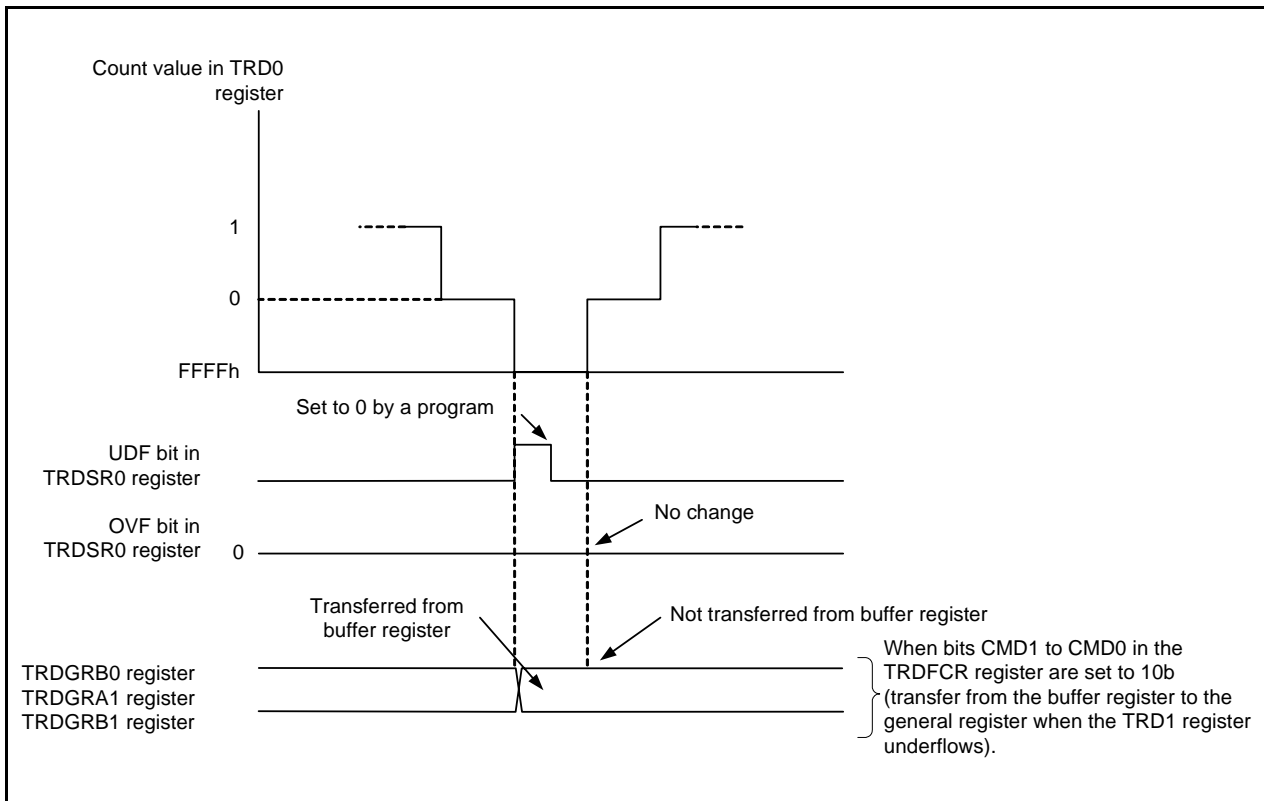 Count value in TRD0
register
1
0
FFFFh
Set to 0 by a program
UDF bit in
TRDSR0 register
No change
OVF bit in
TRDSR0 register
0
Transferred from
buffer register
Not transferred from buffer register
TRDGRB0 register
TRDGRA1 register
TRDGRB1 register
When bits CMD1 to CMD0 in the
TRDFCR register are set to 10b
(transfer from the buffer register to the
general register when the TRD1 register
underflows).